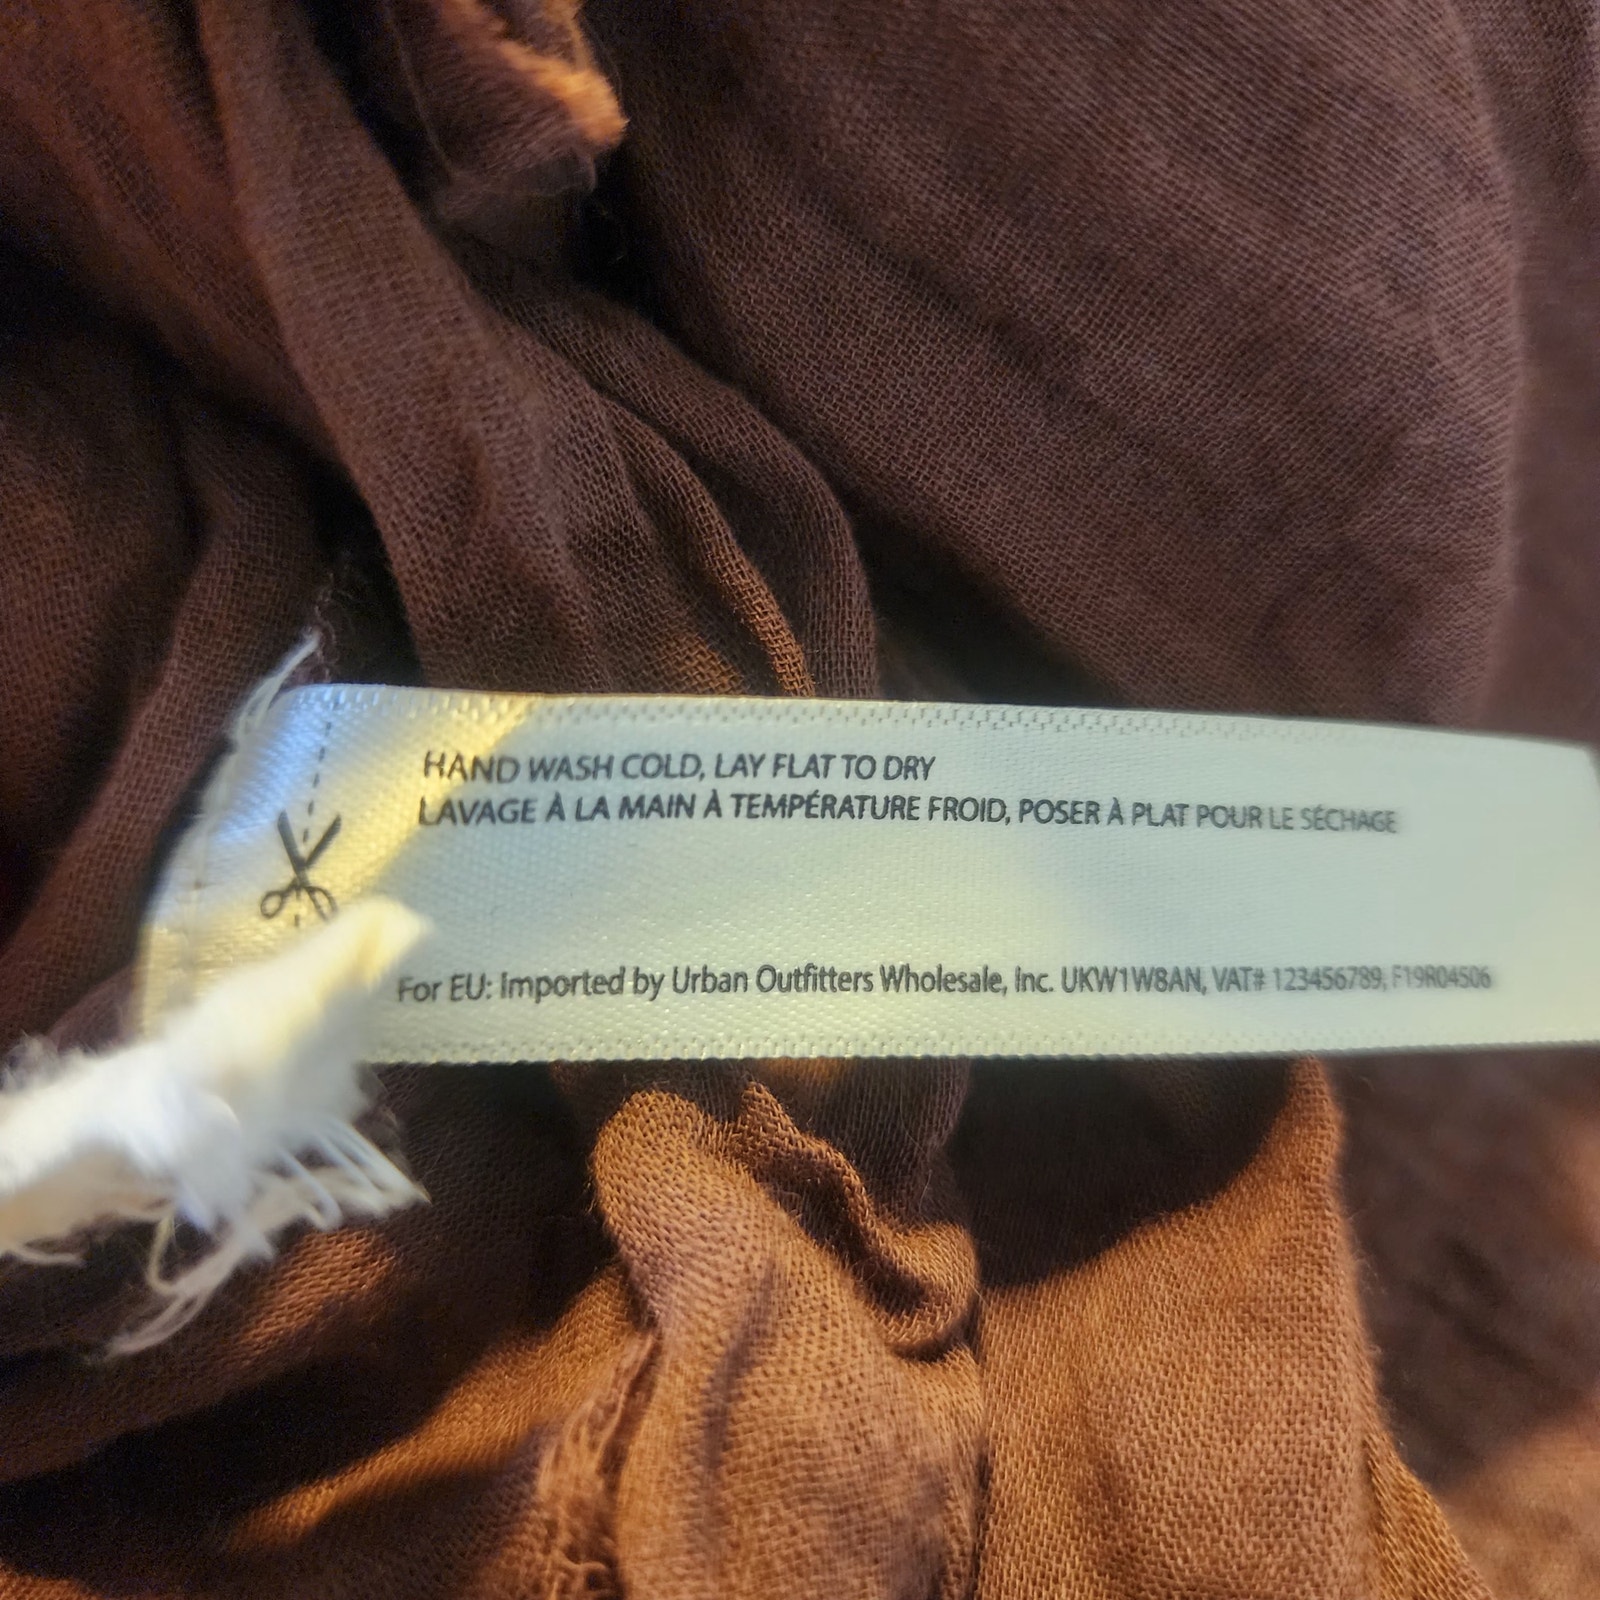 HAND WASH COLD, LAY FLAT TO DRY
LAVAGE À LA MAIN À TEMPÉRATURE FROID, POSER À PLAT POUR LE SÉCHAGE
For EU: Imported by Urban Outfitters Wholesale, Inc. UKW1W8AN, VAT# 123456789, F19R04506